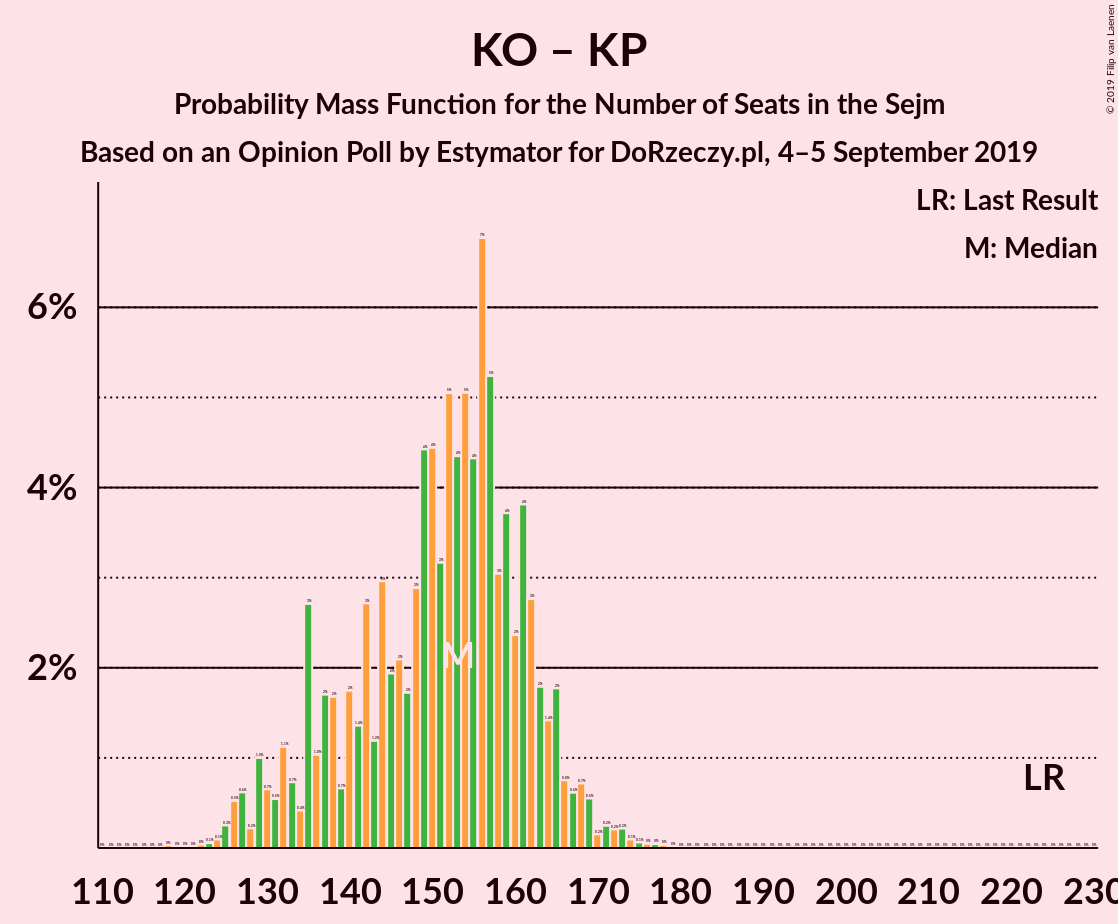 KO – KP
Probability Mass Function for the Number of Seats in the Sejm
Based on an Opinion Poll by Estymator for DoRzeczy.pl, 4–5 September 2019
© 2019 Filip van Laenen
LR: Last Result
M: Median
6%
4%
2%
M
LR
110 120 130 140 150 160 170 180 190 200 210 220 230